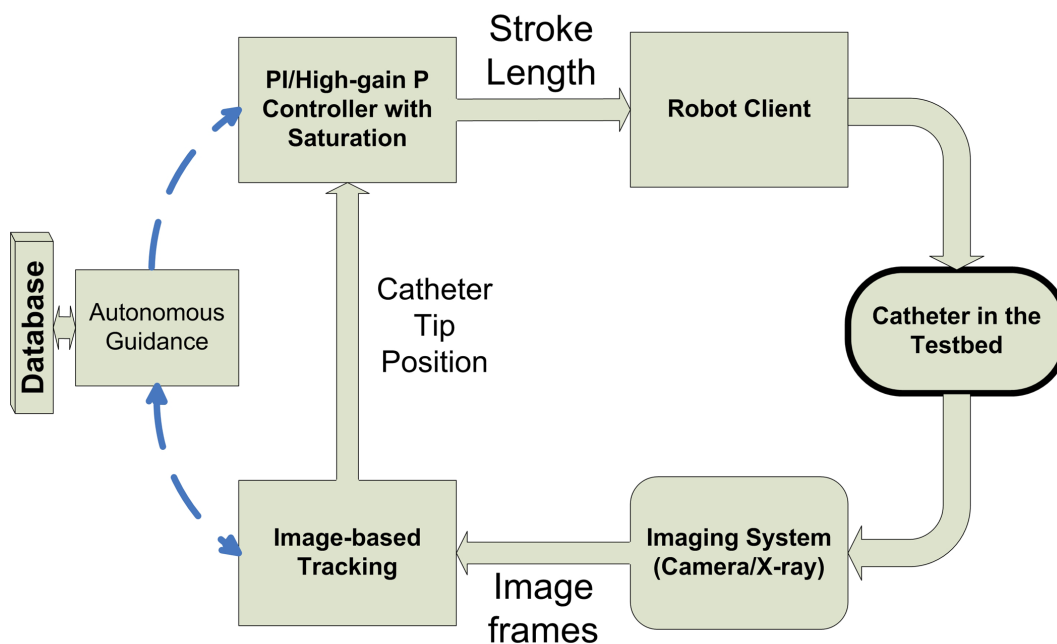 Stroke
Length
PI/High-gain P
Controller with
Saturation
Robot Client
Database
Autonomous
Guidance
Catheter
Tip
Position
Catheter in the
Testbed
Image-based
Tracking
Image
frames
Imaging System
(Camera/X-ray)